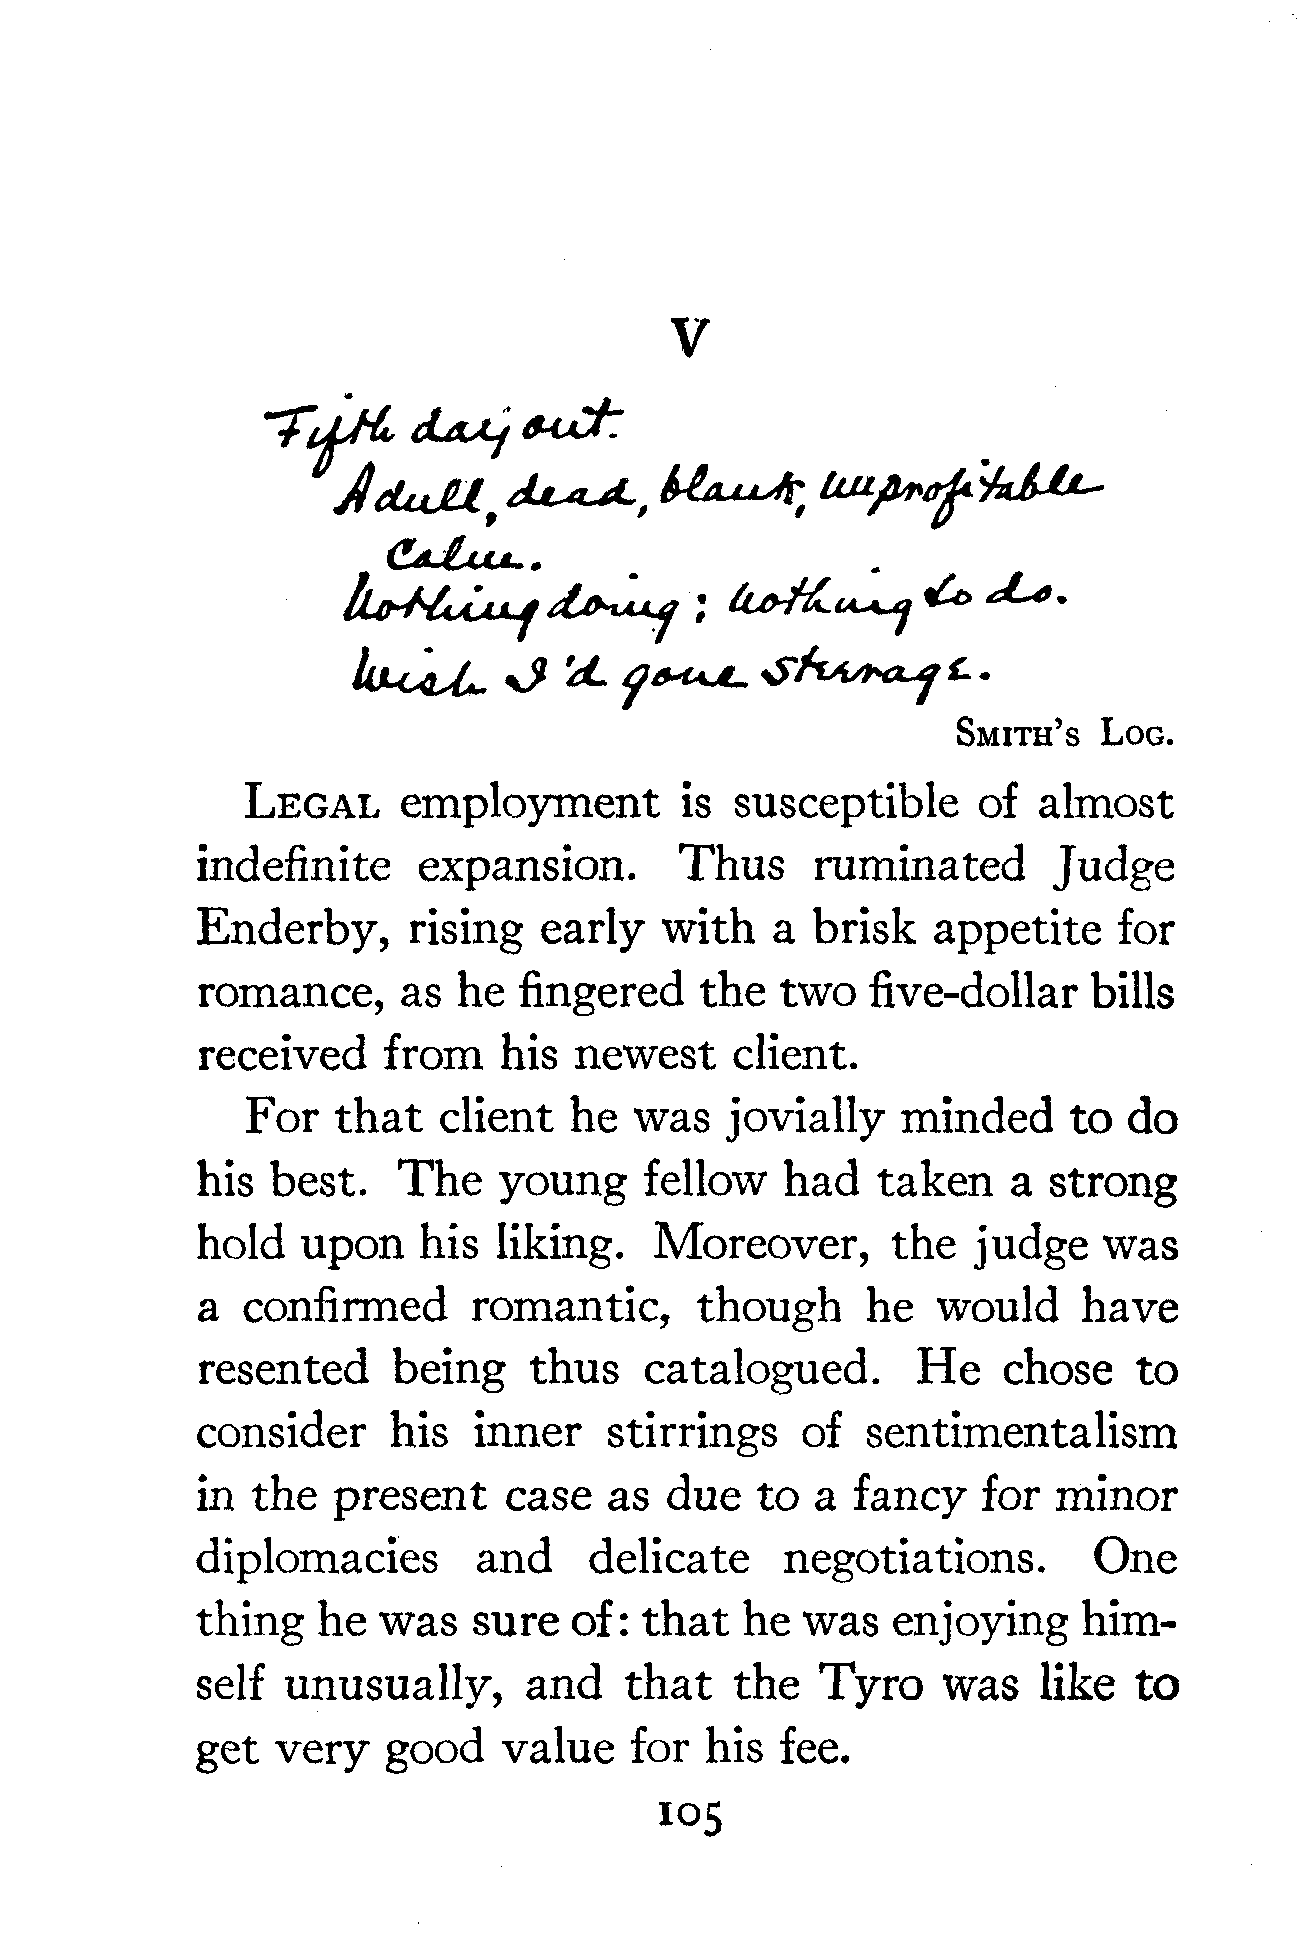 V
Fifth day out.
A dull, dead, blank, unprofitable
calm.
Nothing doing; nothing to do.
Wish I'd gone steerage.
SMITH'S LOG.
LEGAL employment is susceptible of almost
indefinite expansion. Thus ruminated Judge
Enderby, rising early with a brisk appetite for
romance, as he fingered the two five-dollar bills
received from his newest client.
For that client he was jovially minded to do
his best. The young fellow had taken a strong
hold upon his liking. Moreover, the judge was
a confirmed romantic, though he would have
resented being thus catalogued. He chose to
consider his inner stirrings of sentimentalism
in the present case as due to a fancy for minor
diplomacies and delicate negotiations. One
thing he was sure of: that he was enjoying him-
self unusually, and that the Tyro was like to
get very good value for his fee.
105